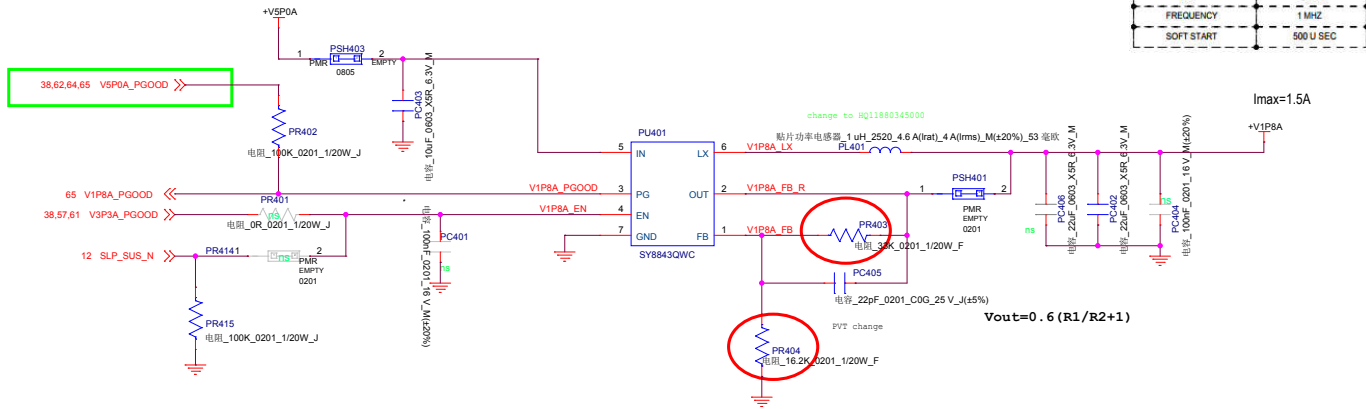 FREQUENCY 1 MHZ
SOFT START 500 U SEC
+V5P0A
PSH403
1 2
PMR EMPTY
0805
38,62,64,65 V5P0A_PGOOD
PC403
电容_10uF_0603_X5R_6.3V_M
PR402
电阻_100K_0201_1/20W_J
65 V1P8A_PGOOD
V1P8A_PGOOD
PR401
38,57,61 V3P3A_PGOOD
ns
电阻_0R_0201_1/20W_J
V1P8A_EN
12 SLP_SUS_N
PR4141
1 2
ns
PMR
EMPTY
0201
PR415
电阻_100K_0201_1/20W_J
PC401
ns
电容_100nF_0201_16 V_M(±20%)
PU401
5 IN LX 6
3 PG OUT 2
4 EN
7 GND FB 1
SY8843QWC
change to HQ11880345000
贴片功率电感器_1 uH_2520_4.6 A(Irat)_4 A(Irms)_M(±20%)_53 毫欧
V1P8A_LX
PL401
V1P8A_FB_R
1 PSH401 2
PMR
EMPTY
0201
V1P8A_FB
PR403
电阻_33K_0201_1/20W_F
PC405
电容_22pF_0201_C0G_25 V_J(±5%)
PVT change
PR404
电阻_16.2K_0201_1/20W_F
Vout=0.6(R1/R2+1)
Imax=1.5A
+V1P8A
PC406
ns
电容_22uF_0603_X5R_6.3V_M
PC402
电容_22uF_0603_X5R_6.3V_M
PC404
ns
电容_100nF_0201_16 V_M(±20%)